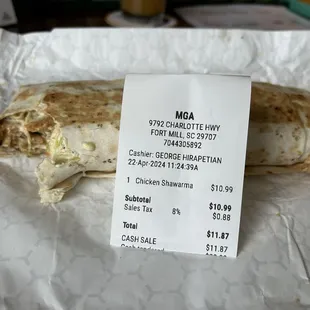 MGA
9792 CHARLOTTE HWY
FORT MILL, SC 29707
7044305892
Cashier: GEORGE HIRAPETIAN
22-Apr-2024 11:24:39A
1 Chicken Shawarma $10.99
Subtotal $10.99
Sales Tax 8% $0.88
Total $11.87
CASH SALE $11.87
Cash tendered